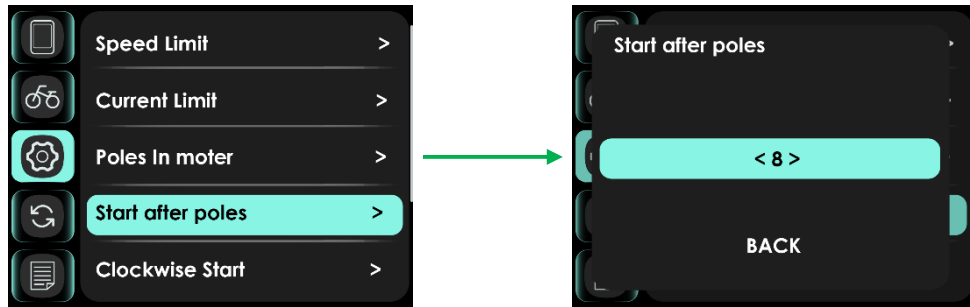 Speed Limit >
Current Limit >
Poles In moter >
Start after poles >
Clockwise Start >
Start after poles
< 8 >
BACK